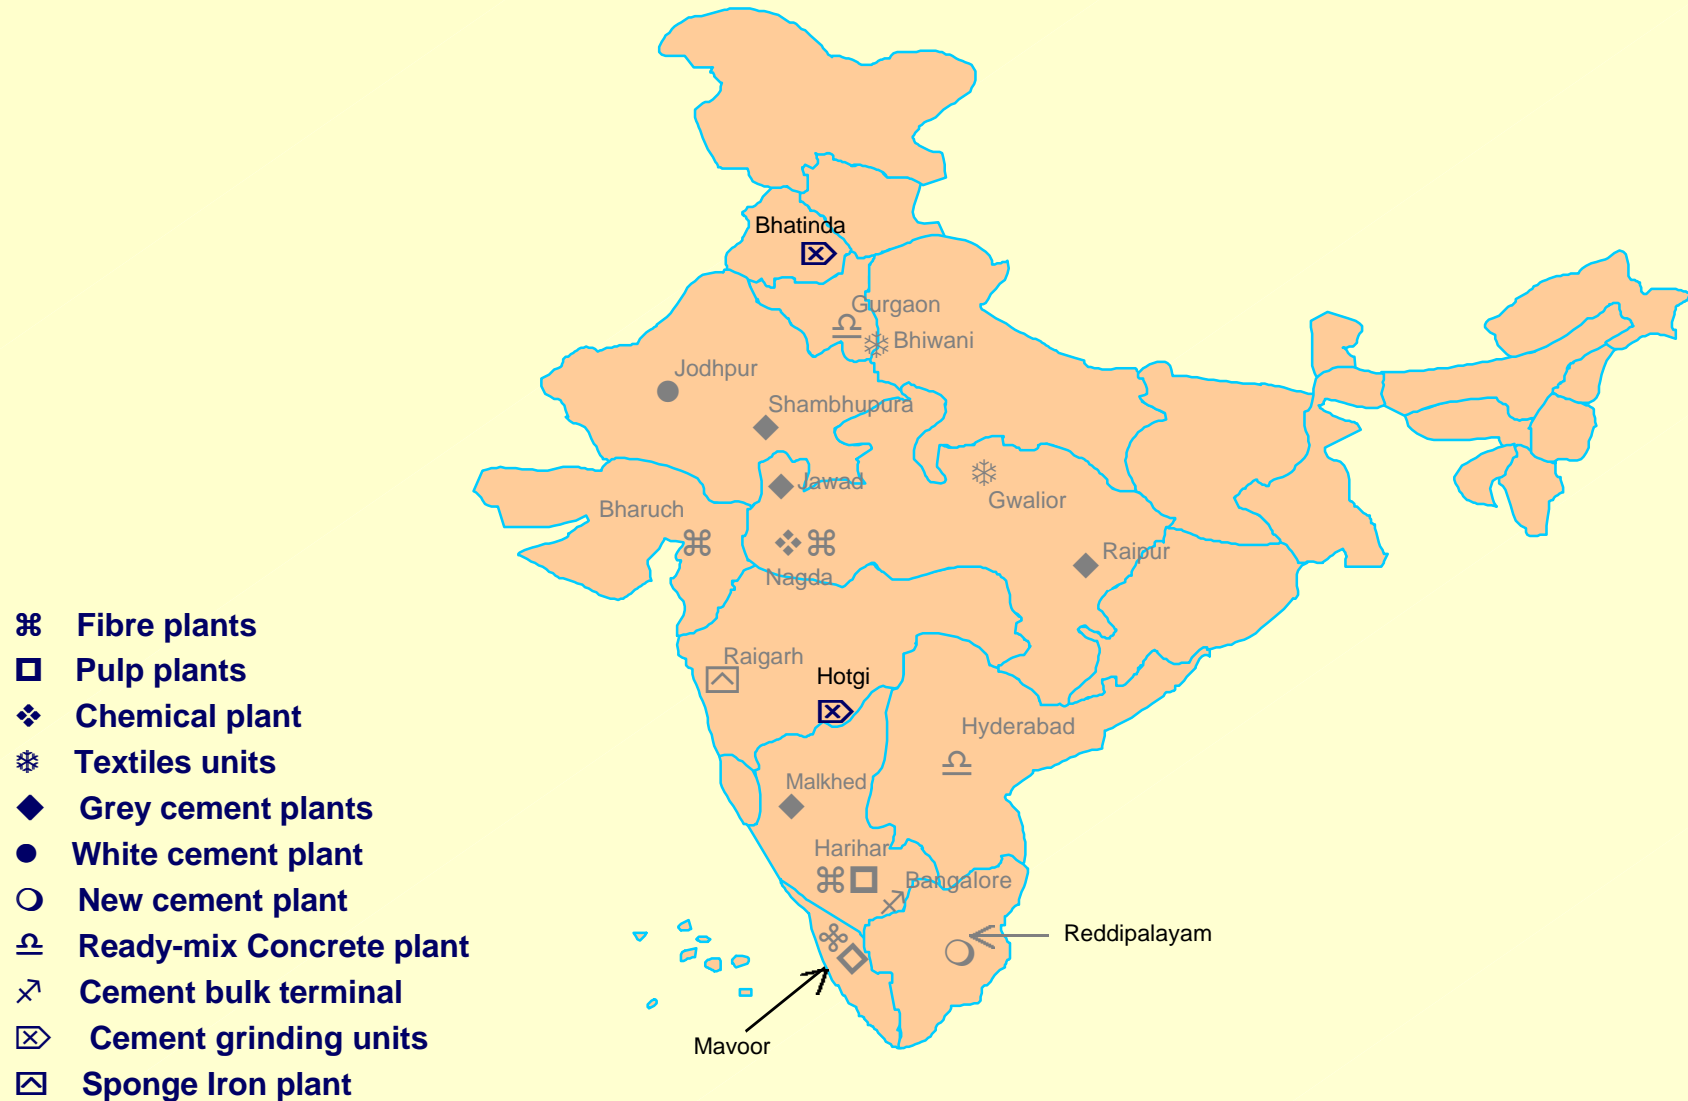 Bhatinda
Gurgaon
Bhiwani
Jodhpur
Shambhupura
Jawad
Gwalior
Bharuch
Raipur
Nagda
Raigarh
Hotgi
Hyderabad
Malkhed
Harihar
Bangalore
Reddipalayam
Mavoor
⌘ Fibre plants
Pulp plants
❖ Chemical plant
Textiles units
◆ Grey cement plants
● White cement plant
❍ New cement plant
♎ Ready-mix Concrete plant
♐ Cement bulk terminal
⌦ Cement grinding units
⍓ Sponge Iron plant